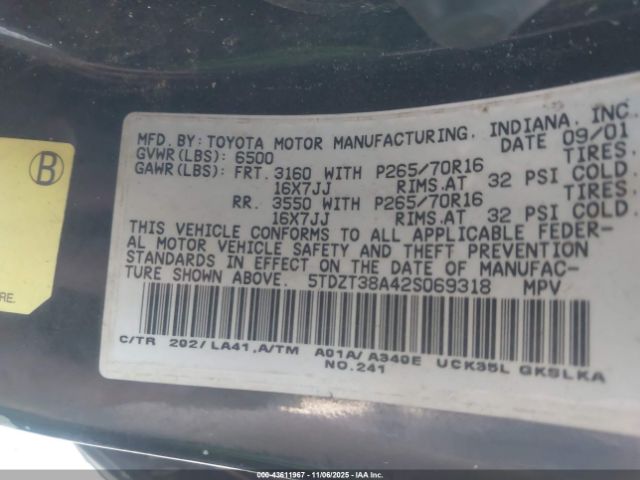 MFD. BY: TOYOTA MOTOR MANUFACTURING, INDIANA, INC.
DATE 09/01
GVWR(LBS): 6500
GAWR(LBS): FRT. 3160 WITH P265/70R16 TIRES.
16X7JJ RIMS.AT 32 PSI COLD.
RR. 3550 WITH P265/70R16 TIRES.
16X7JJ RIMS.AT 32 PSI COLD.
THIS VEHICLE CONFORMS TO ALL APPLICABLE FEDER-
AL MOTOR VEHICLE SAFETY AND THEFT PREVENTION
STANDARDS IN EFFECT ON THE DATE OF MANUFAC-
TURE SHOWN ABOVE. 5TDZT38A42S069318 MPV
C/TR 202/LA41,A/TM A01A/A340E UCK35L GKSLKA
NO.241
B
RE.
000-43611967 | 11/06/2025 - IAAI